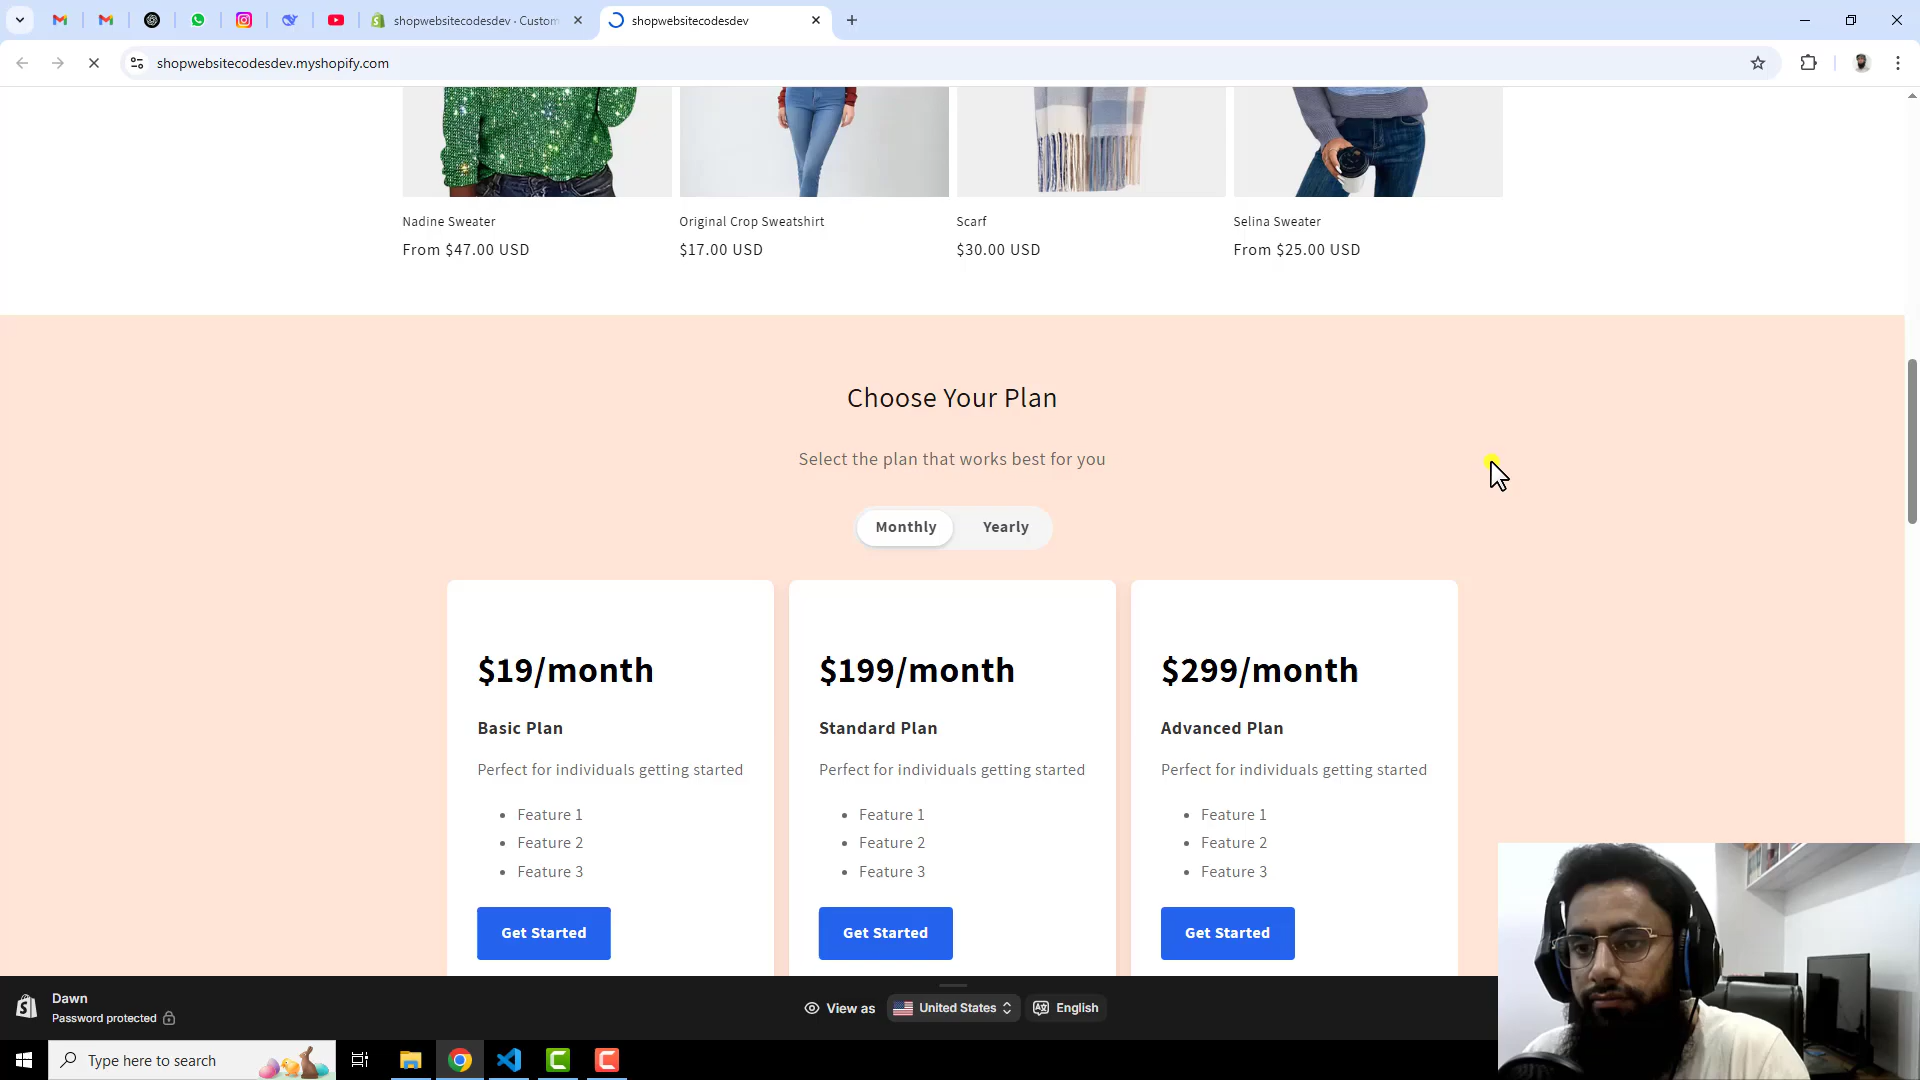 shopwebsitecodesdev · Custom
shopwebsitecodesdev
shopwebsitecodesdev.myshopify.com
Nadine Sweater
Original Crop Sweatshirt
Scarf
Selina Sweater
From $47.00 USD
$17.00 USD
$30.00 USD
From $25.00 USD
Choose Your Plan
Select the plan that works best for you
Monthly
Yearly
$19/month
Basic Plan
Perfect for individuals getting started
Feature 1
Feature 2
Feature 3
Get Started
$199/month
Standard Plan
Perfect for individuals getting started
Feature 1
Feature 2
Feature 3
Get Started
$299/month
Advanced Plan
Perfect for individuals getting started
Feature 1
Feature 2
Feature 3
Get Started
Dawn
Password protected
View as
United States
English
Type here to search